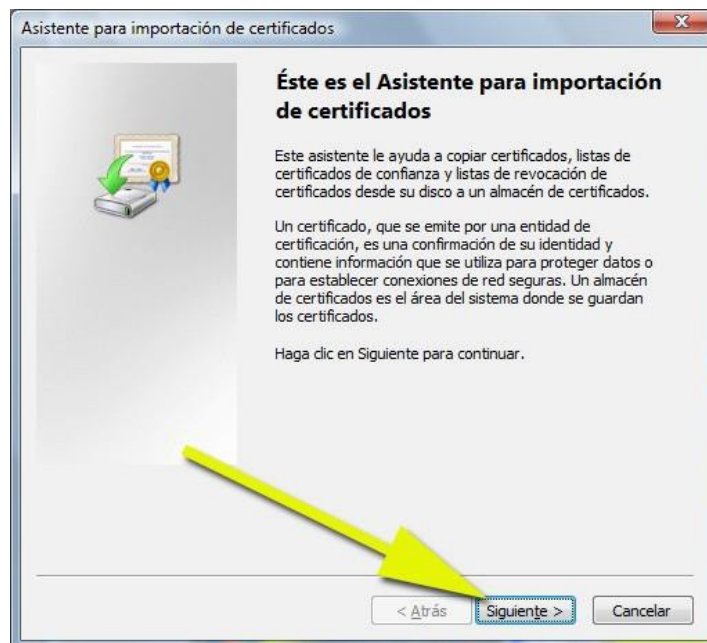 Asistente para importación de certificados
Éste es el Asistente para importación
de certificados
Este asistente le ayuda a copiar certificados, listas de
certificados de confianza y listas de revocación de
certificados desde su disco a un almacén de certificados.
Un certificado, que se emite por una entidad de
certificación, es una confirmación de su identidad y
contiene información que se utiliza para proteger datos o
para establecer conexiones de red seguras. Un almacén
de certificados es el área del sistema donde se guardan
los certificados.
Haga clic en Siguiente para continuar.
< Atrás Siguiente > Cancelar